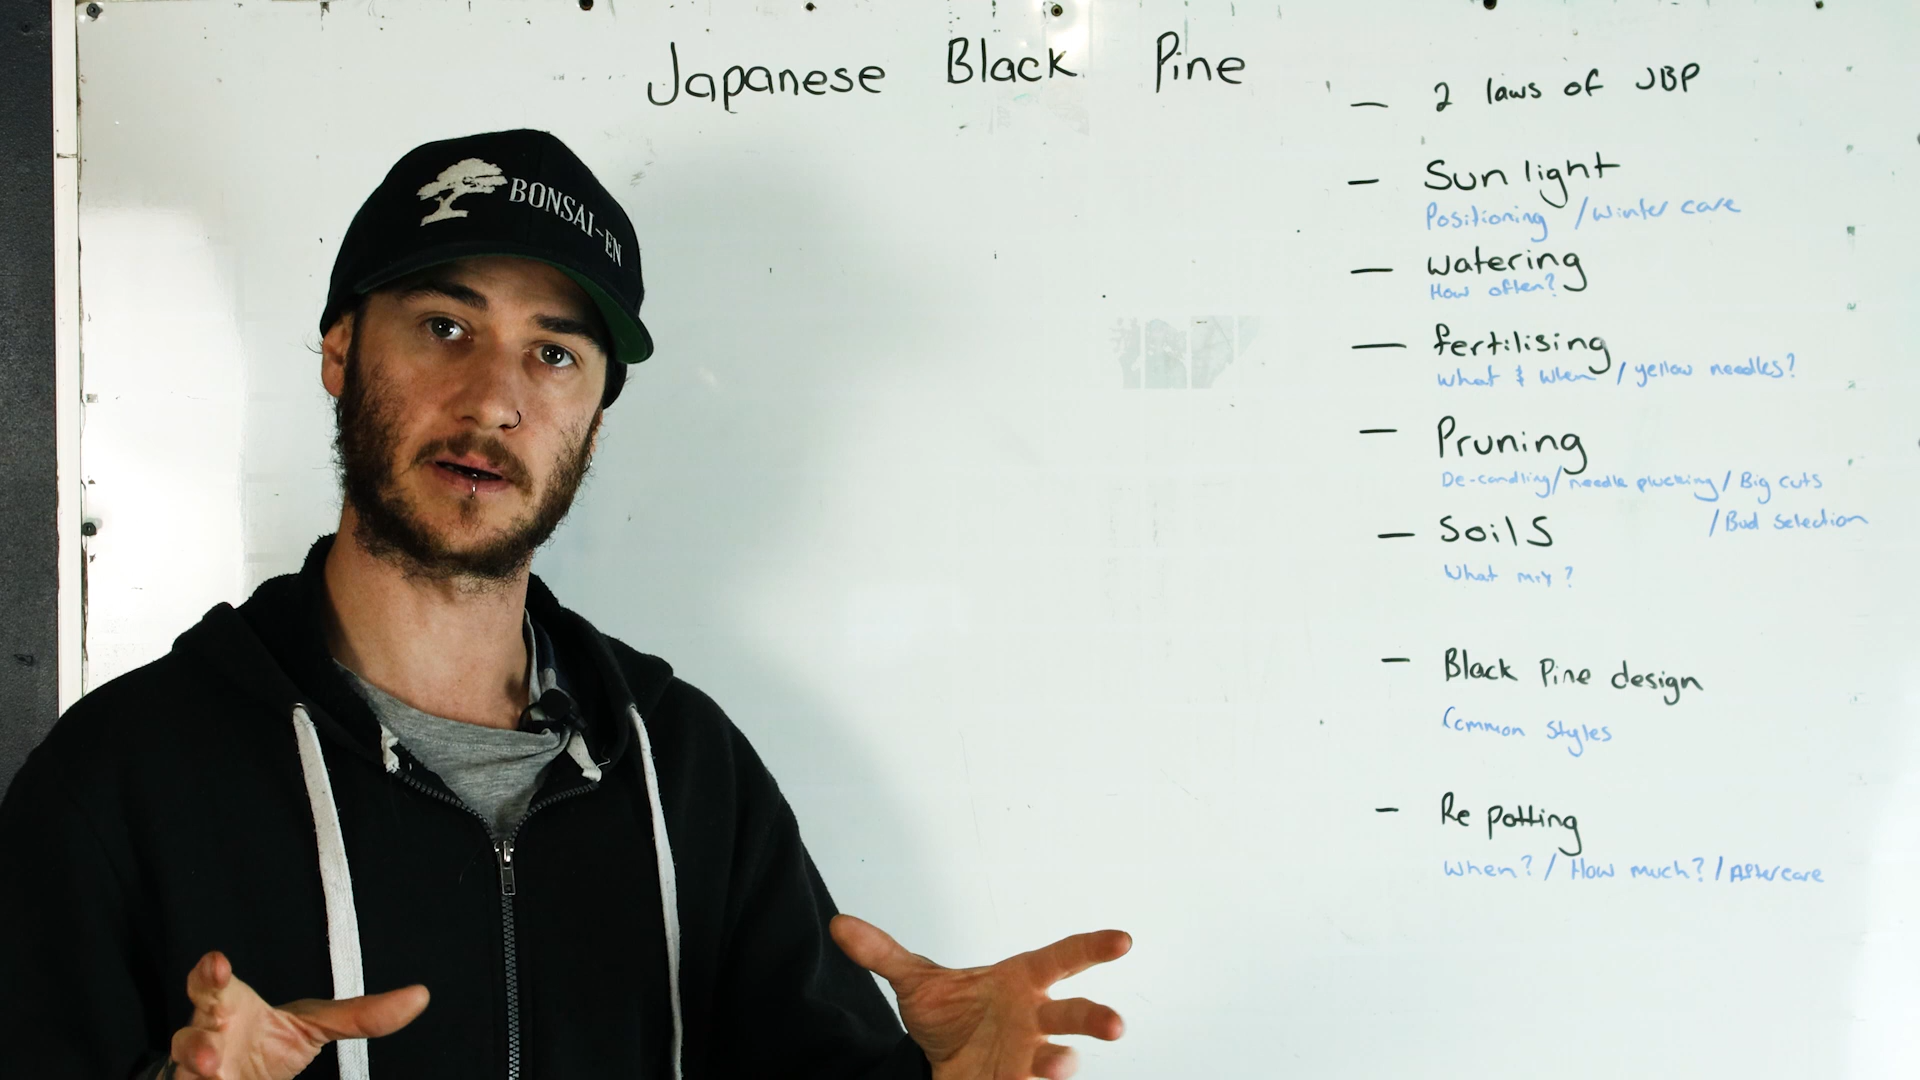 Japanese Black Pine
BONSAI-EN
— 2 laws of JBP
— Sun light
Positioning / Winter care
— Watering
How often?
— fertilising
What & When / yellow needles?
— Pruning
De-candling / needle plucking / Big cuts
/ Bud Selection
— Soils
What mix?
— Black Pine design
Common Styles
— Re potting
When? / How much? / Aftercare